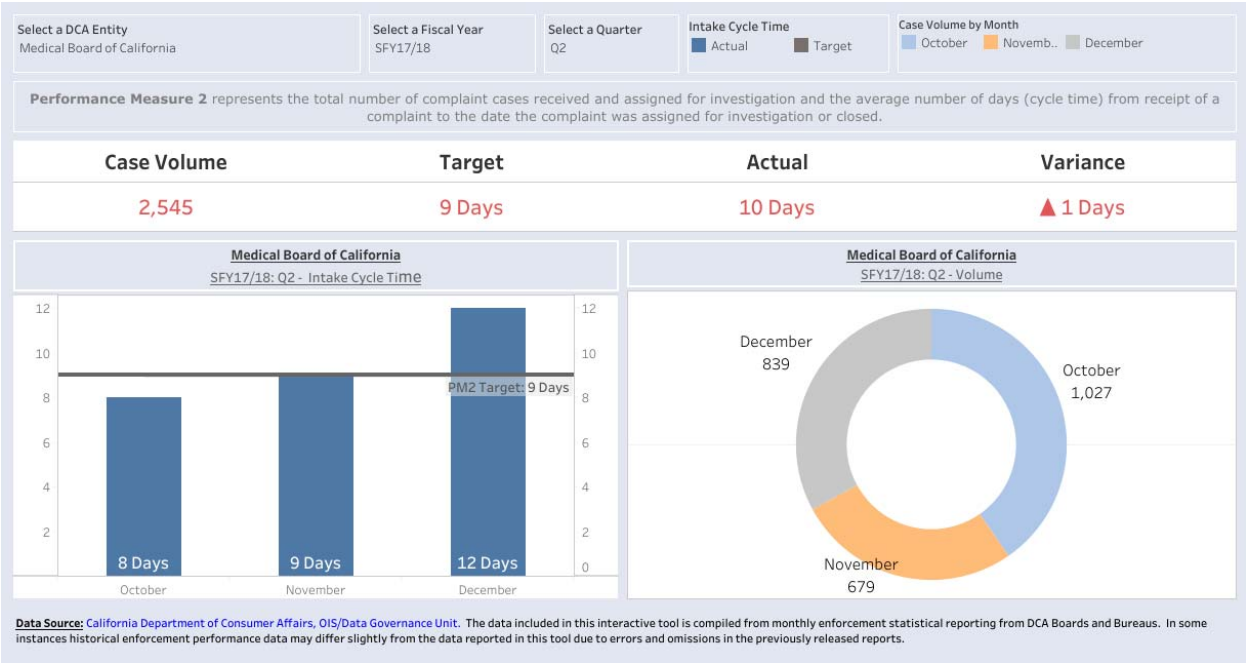 Select a DCA Entity
Medical Board of California
Select a Fiscal Year
SFY17/18
Select a Quarter
Q2
Intake Cycle Time
Actual
Target
Case Volume by Month
October
Novemb..
December
Performance Measure 2 represents the total number of complaint cases received and assigned for investigation and the average number of days (cycle time) from receipt of a
complaint to the date the complaint was assigned for investigation or closed.
Case Volume
Target
Actual
Variance
2,545
9 Days
10 Days
▲ 1 Days
Medical Board of California
SFY17/18: Q2 - Intake Cycle Time
12
10
8
6
4
2
12
10
8
6
4
2
0
PM2 Target: 9 Days
8 Days
9 Days
12 Days
October
November
December
Medical Board of California
SFY17/18: Q2 - Volume
December
839
October
1,027
November
679
Data Source: California Department of Consumer Affairs, OIS/Data Governance Unit. The data included in this interactive tool is compiled from monthly enforcement statistical reporting from DCA Boards and Bureaus. In some
instances historical enforcement performance data may differ slightly from the data reported in this tool due to errors and omissions in the previously released reports.